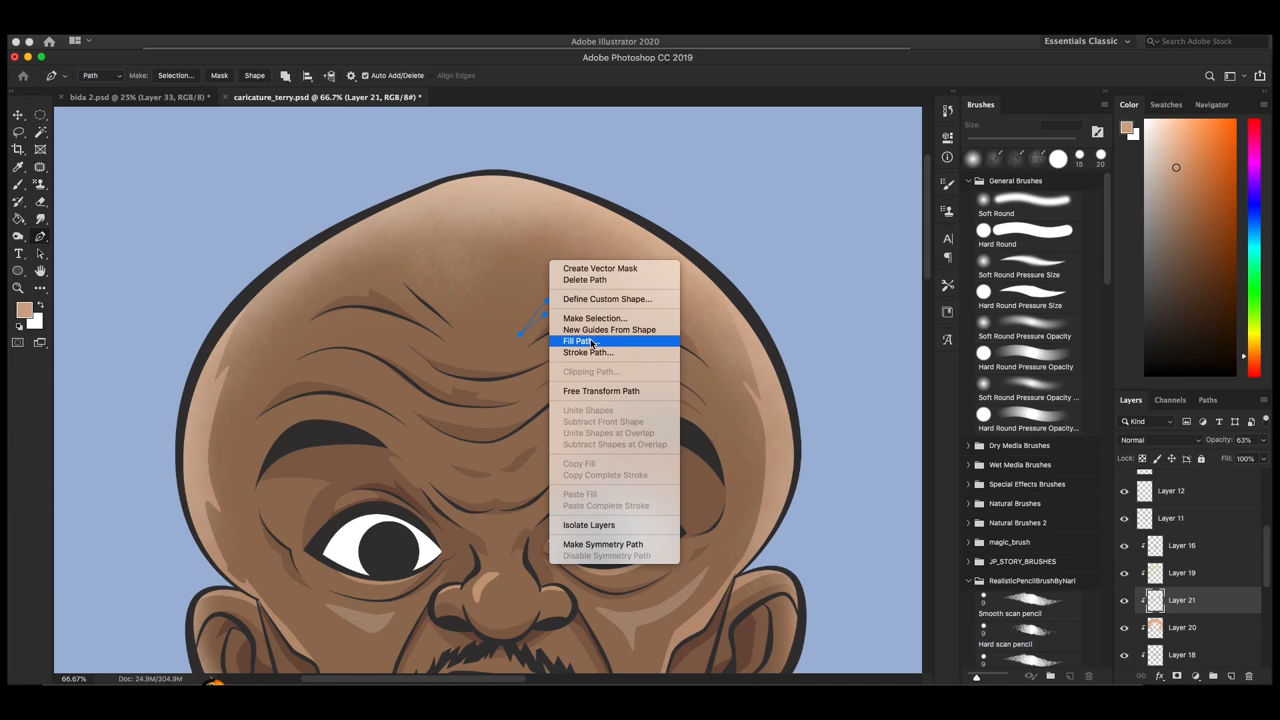 Adobe Illustrator 2020
Essentials Classic
Search Adobe Stock
Adobe Photoshop CC 2019
Path
Make:
Selection...
Mask
Shape
Auto Add/Delete
Align Edges
bida 2.psd @ 25% (Layer 33, RGB/8) *
caricature_terry.psd @ 66.7% (Layer 21, RGB/8#) *
Create Vector Mask
Delete Path
Define Custom Shape...
Make Selection...
New Guides From Shape
Fill Path...
Stroke Path...
Clipping Path...
Free Transform Path
Unite Shapes
Subtract Front Shape
Unite Shapes at Overlap
Subtract Shapes at Overlap
Copy Fill
Copy Complete Stroke
Paste Fill
Paste Complete Stroke
Isolate Layers
Make Symmetry Path
Disable Symmetry Path
66.67%
Doc: 24.9M/304.9M
Brushes
Size:
15
20
General Brushes
Soft Round
Hard Round
Soft Round Pressure Size
Hard Round Pressure Size
Soft Round Pressure Opacity
Hard Round Pressure Opacity
Soft Round Pressure Opacity ...
Hard Round Pressure Opacity...
Dry Media Brushes
Wet Media Brushes
Special Effects Brushes
Natural Brushes
Natural Brushes 2
magic_brush
JP_STORY_BRUSHES
RealisticPencilBrushByNarl
9
Smooth scan pencil
9
Hard scan pencil
9
Color
Swatches
Navigator
Layers
Channels
Paths
Kind
Normal
Opacity: 63%
Lock:
Fill: 100%
Layer 12
Layer 11
Layer 16
Layer 19
Layer 21
Layer 20
Layer 18